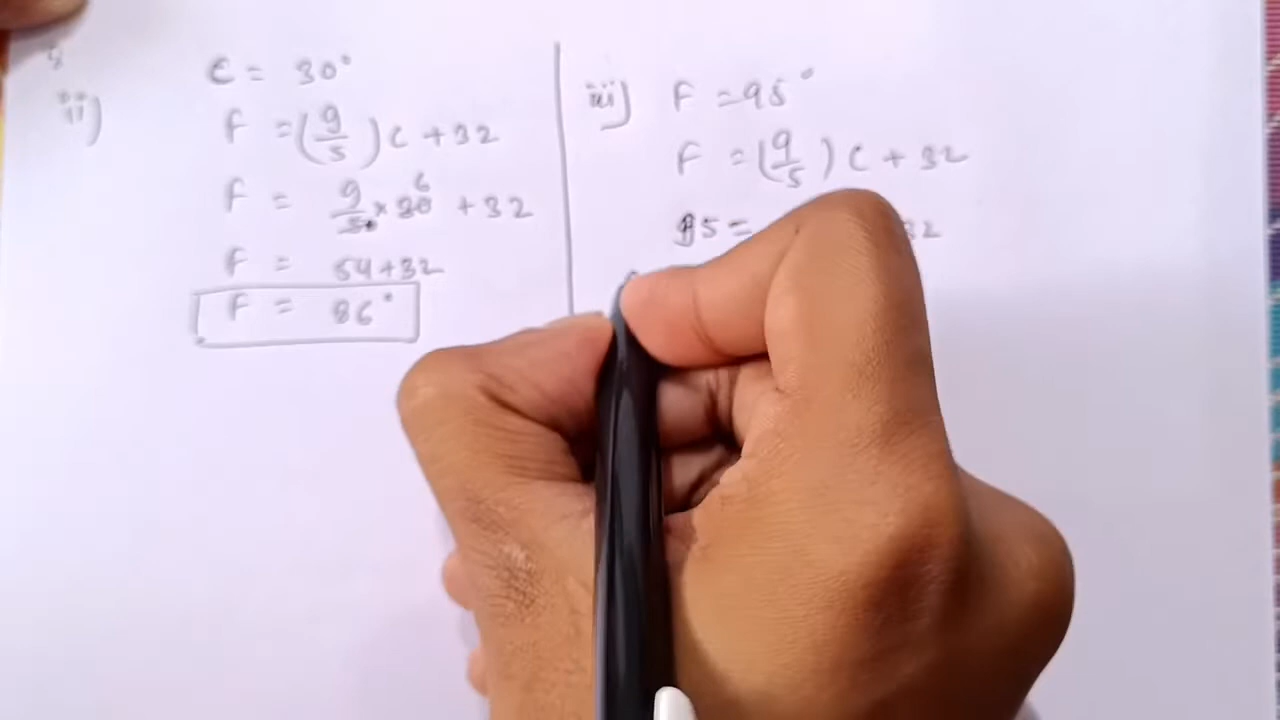 ii)
C = 30°
F = (9/5) C + 32
F = 9/5 × 30 6 + 32
F = 54 + 32
F = 86°
iii) F = 95°
F = (9/5) C + 32
95 = 32